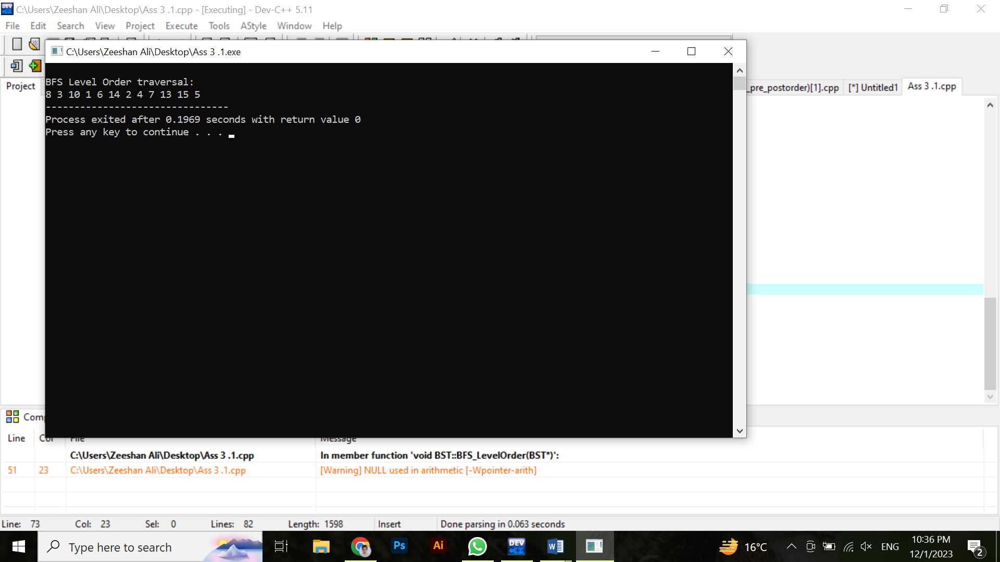 C:\Users\Zeeshan Ali\Desktop\Ass 3 .1.cpp - [Executing] - Dev-C++ 5.11
File Edit Search View Project Execute Tools AStyle Window Help
C:\Users\Zeeshan Ali\Desktop\Ass 3 .1.exe
Project
_pre_postorder)[1].cpp [*] Untitled1 Ass 3 .1.cpp
BFS Level Order traversal:
8 3 10 1 6 14 2 4 7 13 15 5
--------------------------------
Process exited after 0.1969 seconds with return value 0
Press any key to continue . . .
Line Col File Message
C:\Users\Zeeshan Ali\Desktop\Ass 3 .1.cpp In member function 'void BST::BFS_LevelOrder(BST*)':
51 23 C:\Users\Zeeshan Ali\Desktop\Ass 3 .1.cpp [Warning] NULL used in arithmetic [-Wpointer-arith]
Line: 73 Col: 23 Sel: 0 Lines: 82 Length: 1598 Insert Done parsing in 0.063 seconds
Type here to search
Ps
Ai
DEV C++
W
16°C
ENG
10:36 PM
12/1/2023
2